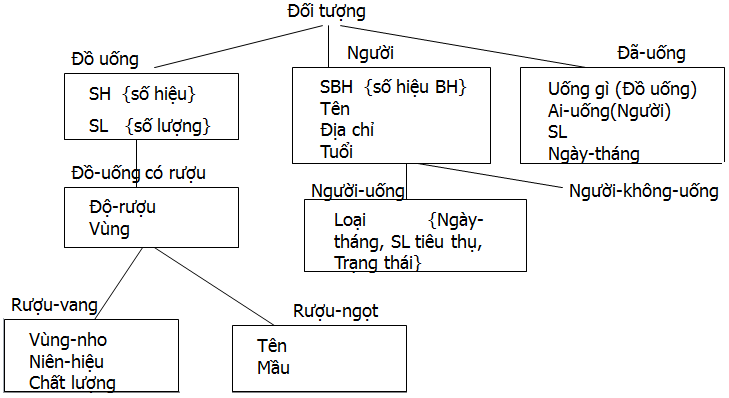 Đối tượng
Đồ uống
SH {số hiệu}
SL {số lượng}
Người
SBH {số hiệu BH}
Tên
Địa chỉ
Tuổi
Đã-uống
Uống gì (Đồ uống)
Ai-uống(Người)
SL
Ngày-tháng
Đồ-uống có rượu
Độ-rượu
Vùng
Người-uống
Loại {Ngày-
tháng, SL tiêu thụ,
Trạng thái}
Người-không-uống
Rượu-vang
Vùng-nho
Niên-hiệu
Chất lượng
Rượu-ngọt
Tên
Mầu